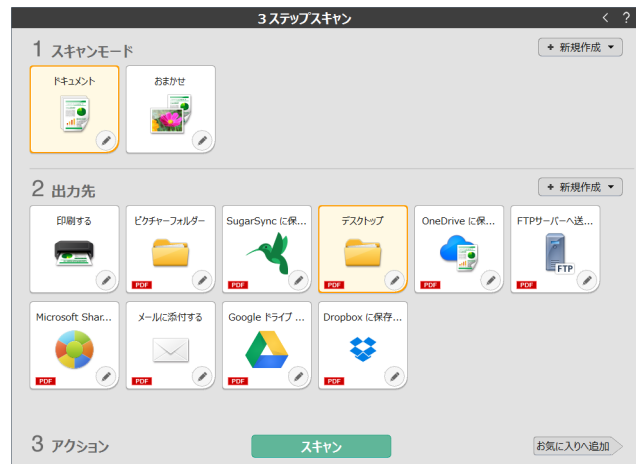 3ステップスキャン
< ?
1 スキャンモード
+ 新規作成
ドキュメント
おまかせ
2 出力先
+ 新規作成
印刷する
ピクチャーフォルダー
SugarSync に保...
デスクトップ
OneDrive に保...
FTPサーバーへ送...
PDF
PDF
PDF
PDF
FTP
PDF
Microsoft Shar...
メールに添付する
Google ドライブ ...
Dropbox に保存...
PDF
PDF
PDF
PDF
3 アクション
スキャン
お気に入りへ追加